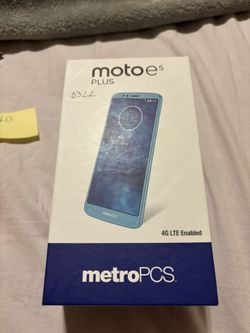 moto e5
PLUS
0322
4G LTE Enabled
metroPCS.